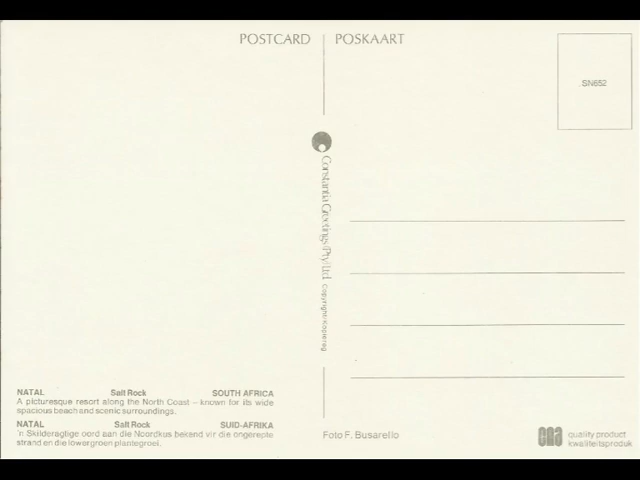 POSTCARD POSKAART
SN652
Constantia Greetings (Pty) Ltd. copyright/kopiereg
NATAL Salt Rock SOUTH AFRICA
A picturesque resort along the North Coast – known for its wide
spacious beach and scenic surroundings.
NATAL Salt Rock SUID-AFRIKA
'n Skilderagtige oord aan die Noordkus bekend vir die ongerepte
strand en die lowergroen plantegroei.
Foto F. Busarello
quality product
kwaliteitsproduk